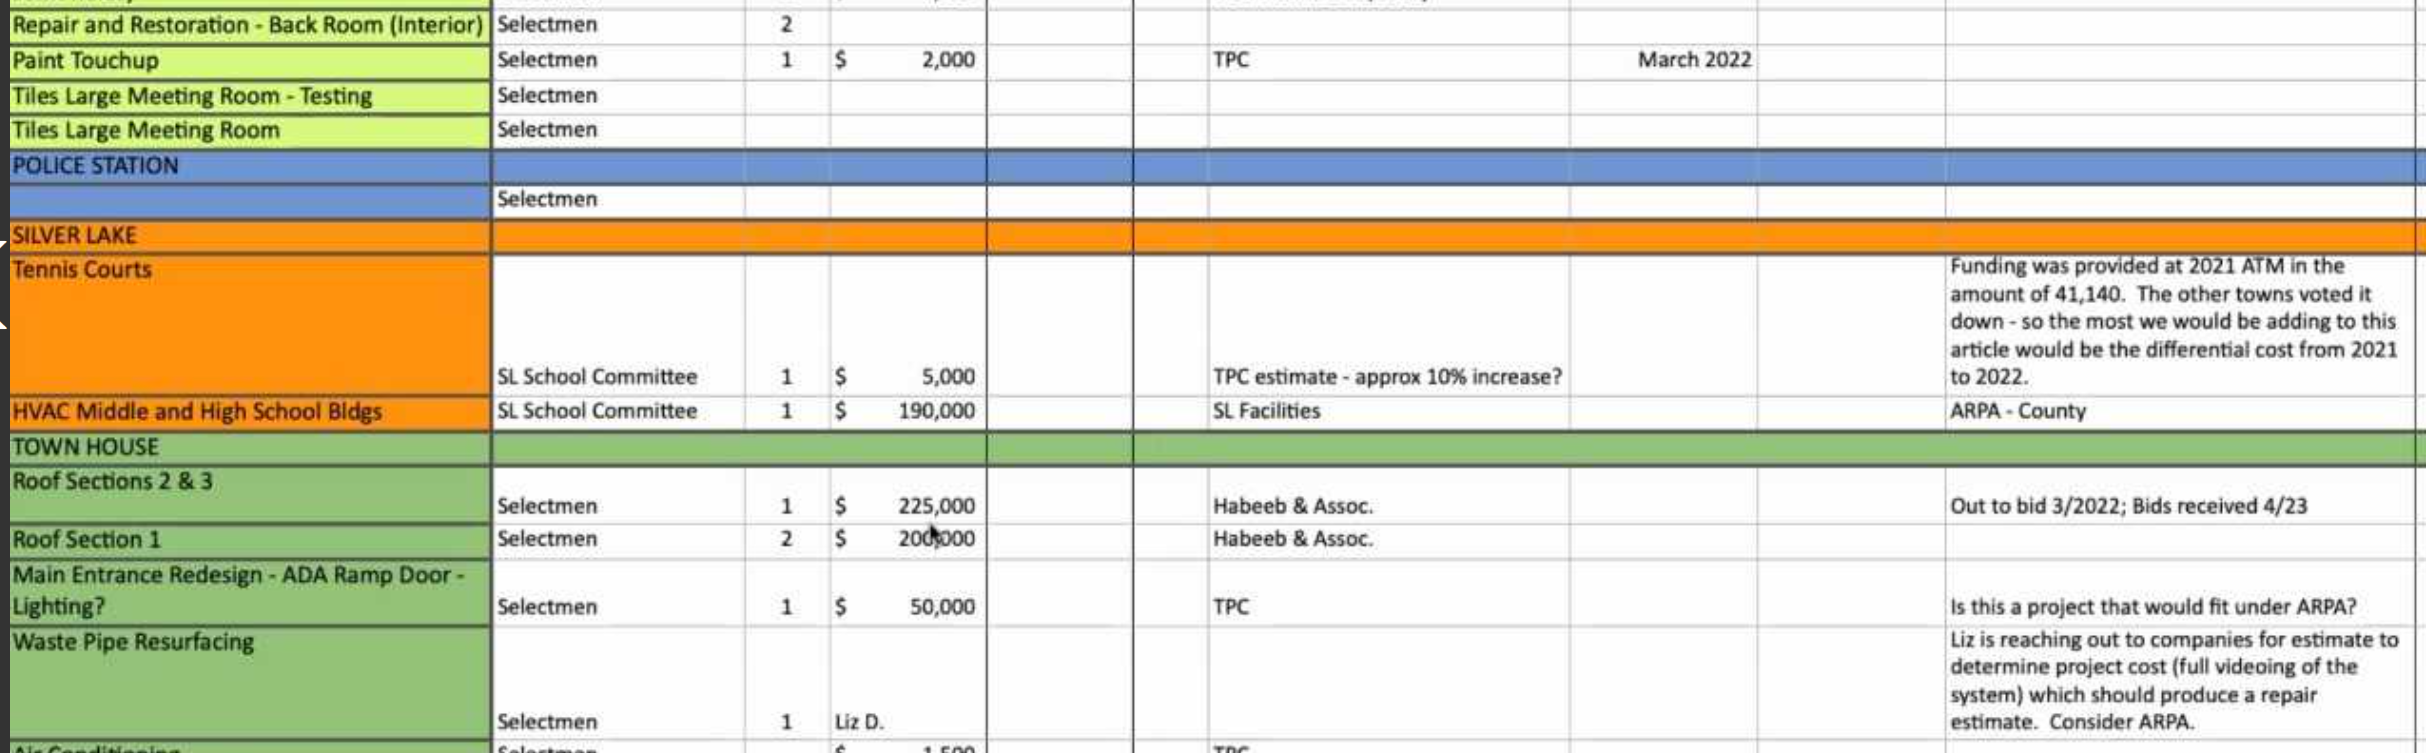 Repair and Restoration - Back Room (Interior) Selectmen 2
Paint Touchup Selectmen 1 $ 2,000 TPC March 2022
Tiles Large Meeting Room - Testing Selectmen
Tiles Large Meeting Room Selectmen
POLICE STATION
Selectmen
SILVER LAKE
Tennis Courts
Funding was provided at 2021 ATM in the
amount of 41,140. The other towns voted it
down - so the most we would be adding to this
article would be the differential cost from 2021
SL School Committee 1 $ 5,000 TPC estimate - approx 10% increase? to 2022.
HVAC Middle and High School Bldgs SL School Committee 1 $ 190,000 SL Facilities ARPA - County
TOWN HOUSE
Roof Sections 2 & 3
Selectmen 1 $ 225,000 Habeeb & Assoc. Out to bid 3/2022; Bids received 4/23
Roof Section 1 Selectmen 2 $ 200,000 Habeeb & Assoc.
Main Entrance Redesign - ADA Ramp Door -
Lighting? Selectmen 1 $ 50,000 TPC Is this a project that would fit under ARPA?
Waste Pipe Resurfacing
Liz is reaching out to companies for estimate to
determine project cost (full videoing of the
system) which should produce a repair
Selectmen 1 Liz D. estimate. Consider ARPA.
Air Conditioning Selectmen $ 1,500 TPC